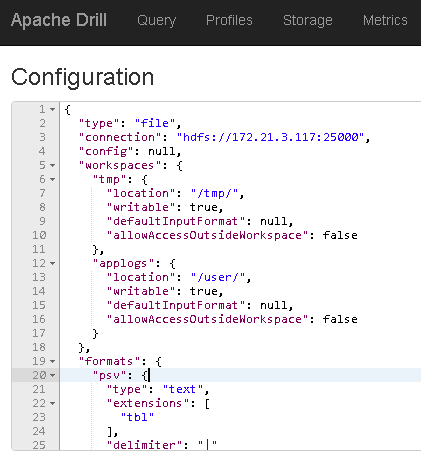 Apache Drill Query Profiles Storage Metrics
Configuration
1 {
2 "type": "file",
3 "connection": "hdfs://172.21.3.117:25000",
4 "config": null,
5 "workspaces": {
6 "tmp": {
7 "location": "/tmp/",
8 "writable": true,
9 "defaultInputFormat": null,
10 "allowAccessOutsideWorkspace": false
11 },
12 "applogs": {
13 "location": "/user/",
14 "writable": true,
15 "defaultInputFormat": null,
16 "allowAccessOutsideWorkspace": false
17 }
18 },
19 "formats": {
20 "psv": {
21 "type": "text",
22 "extensions": [
23 "tbl"
24 ],
25 "delimiter": "|"